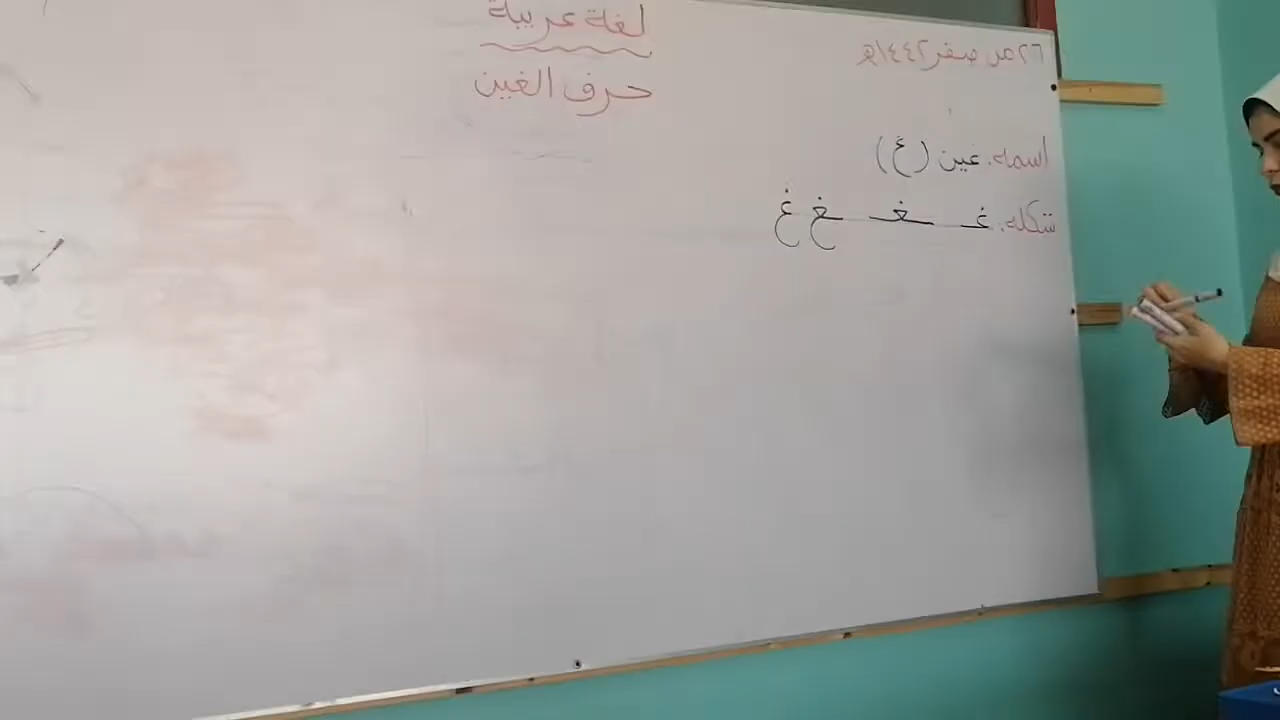 لغة عربية
٢٦ من صفر ١٤٤٢هـ
حرف الغين
اسمه. غين (غ)
شكله. غـ ـغـ ـغ غ